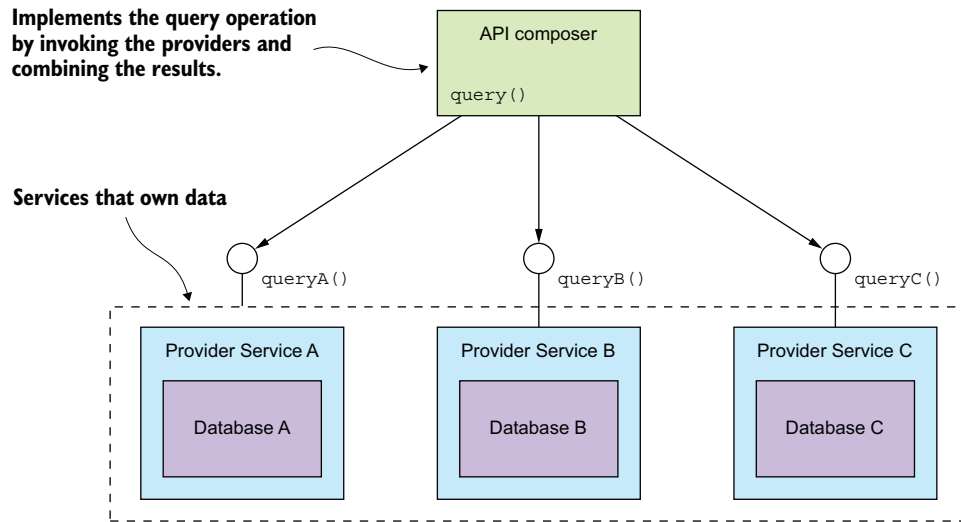 Implements the query operation
by invoking the providers and
combining the results.
API composer
query()
Services that own data
queryA()
queryB()
queryC()
Provider Service A
Provider Service B
Provider Service C
Database A
Database B
Database C